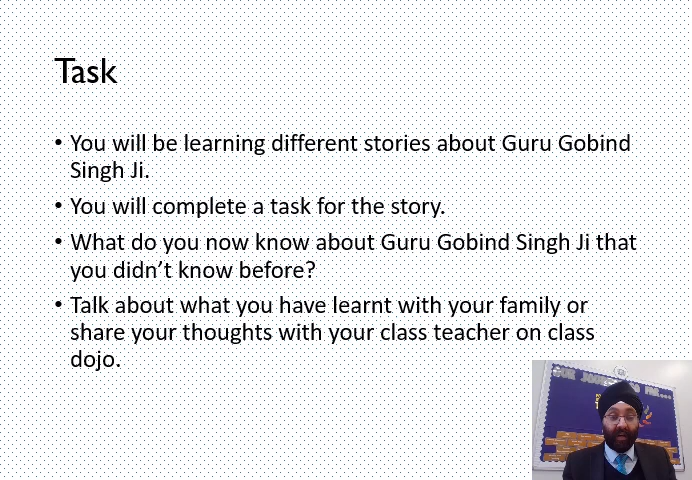 Task
• You will be learning different stories about Guru Gobind
Singh Ji.
• You will complete a task for the story.
• What do you now know about Guru Gobind Singh Ji that
you didn’t know before?
• Talk about what you have learnt with your family or
share your thoughts with your class teacher on class
dojo.